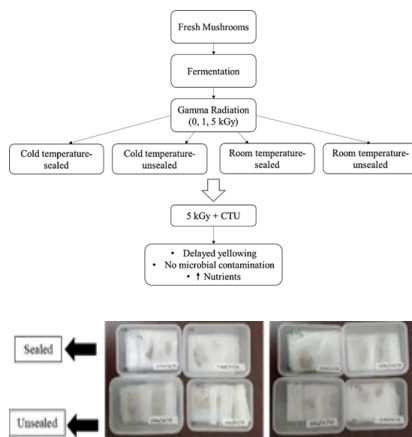 Fresh Mushrooms
Fermentation
Gamma Radiation
(0, 1, 5 kGy)
Cold temperature-
sealed
Cold temperature-
unsealed
Room temperature-
sealed
Room temperature-
unsealed
5 kGy + CTU
• Delayed yellowing
• No microbial contamination
• ↑ Nutrients
Sealed
Unsealed